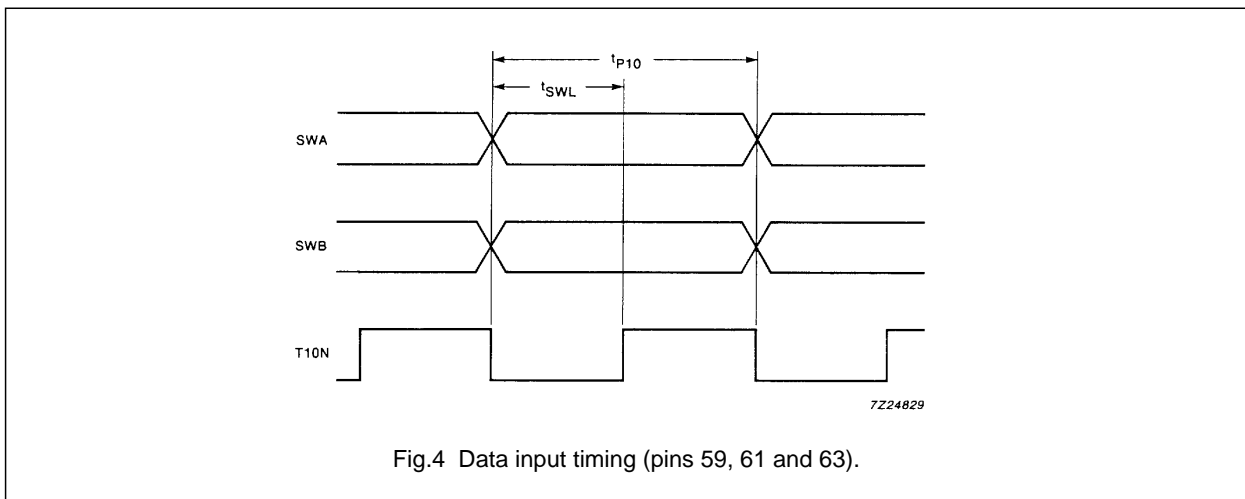 tP10
tSWL
SWA
SWB
T10N
7Z24829
Fig.4 Data input timing (pins 59, 61 and 63).